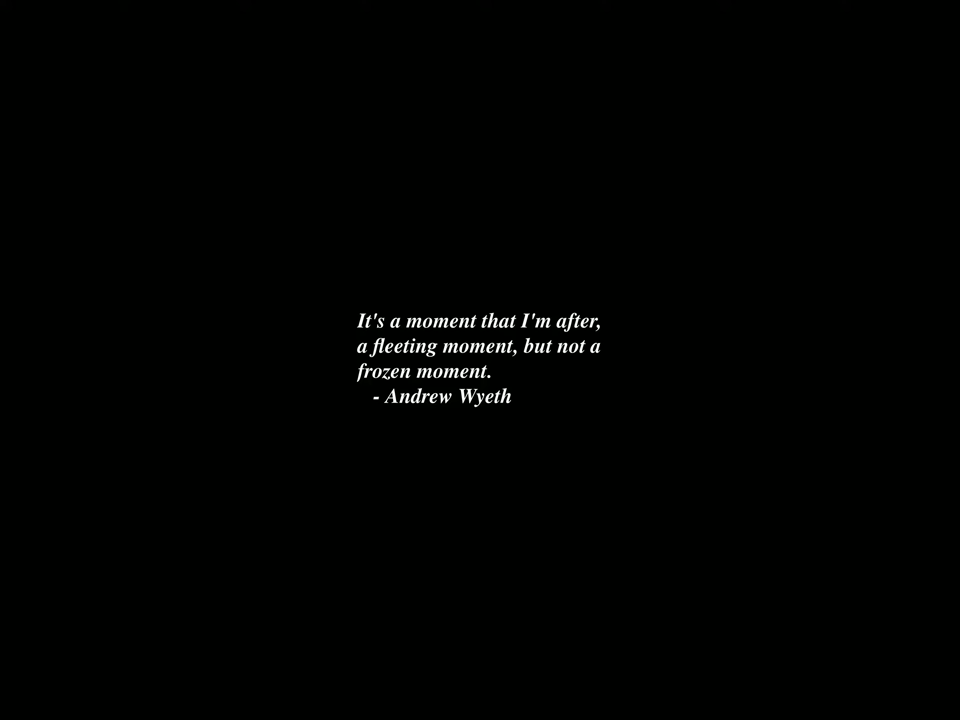 It's a moment that I'm after,
a fleeting moment, but not a
frozen moment.
- Andrew Wyeth